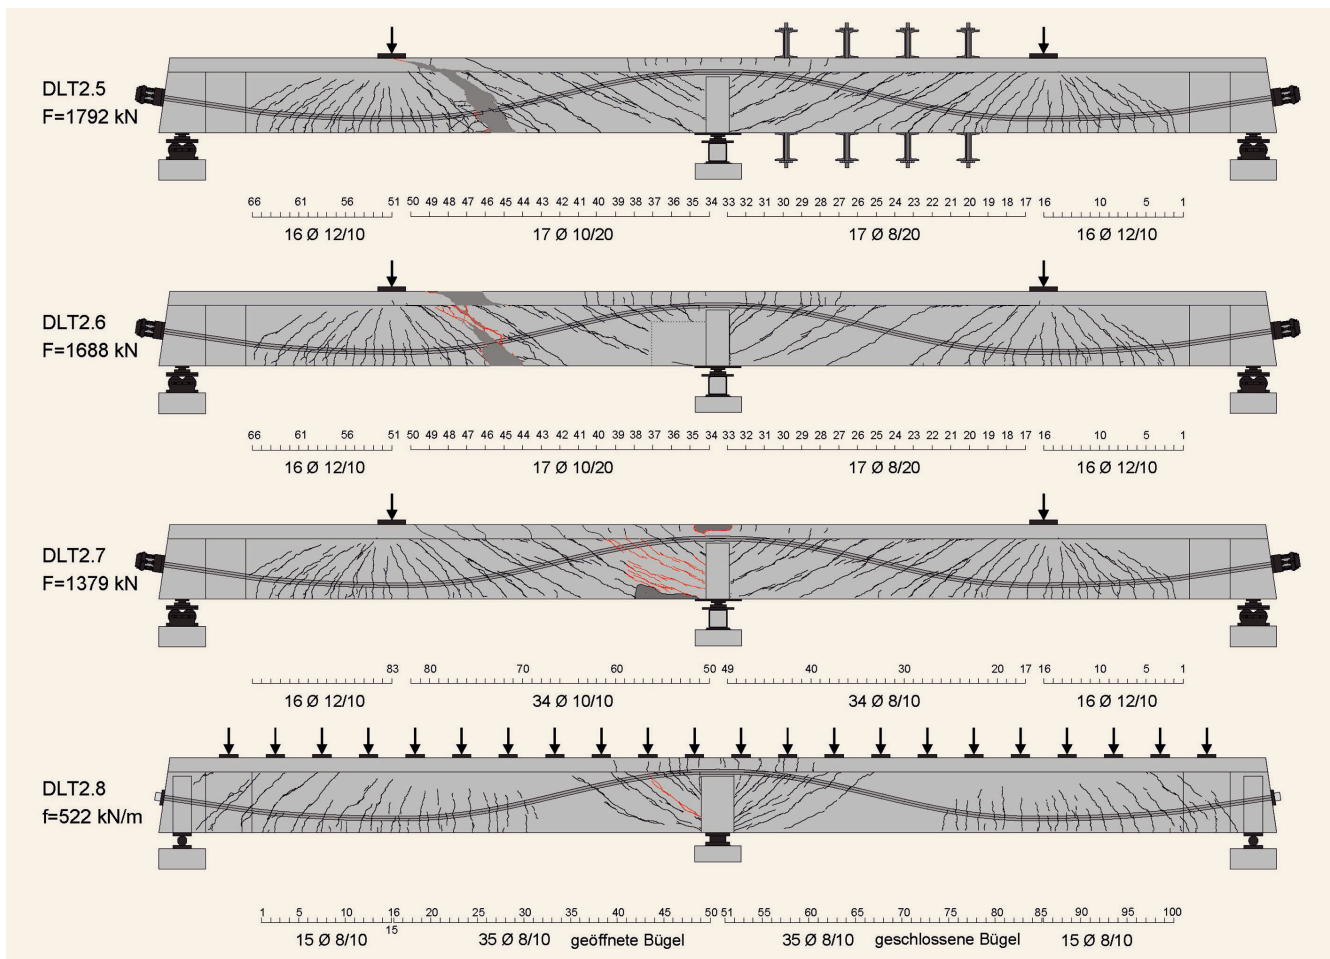 DLT2.5
F=1792 kN
66 61 56 51 50 49 48 47 46 45 44 43 42 41 40 39 38 37 36 35 34 33 32 31 30 29 28 27 26 25 24 23 22 21 20 19 18 17 16 10 5 1
16 Ø 12/10 17 Ø 10/20 17 Ø 8/20 16 Ø 12/10
DLT2.6
F=1688 kN
66 61 56 51 50 49 48 47 46 45 44 43 42 41 40 39 38 37 36 35 34 33 32 31 30 29 28 27 26 25 24 23 22 21 20 19 18 17 16 10 5 1
16 Ø 12/10 17 Ø 10/20 17 Ø 8/20 16 Ø 12/10
DLT2.7
F=1379 kN
83 80 70 60 50 49 40 30 20 17 16 10 5 1
16 Ø 12/10 34 Ø 10/10 34 Ø 8/10 16 Ø 12/10
DLT2.8
f=522 kN/m
1 5 10 16 20 25 30 35 40 45 50 51 55 60 65 70 75 80 85 90 95 100
15
15 Ø 8/10 35 Ø 8/10 geöffnete Bügel 35 Ø 8/10 geschlossene Bügel 15 Ø 8/10